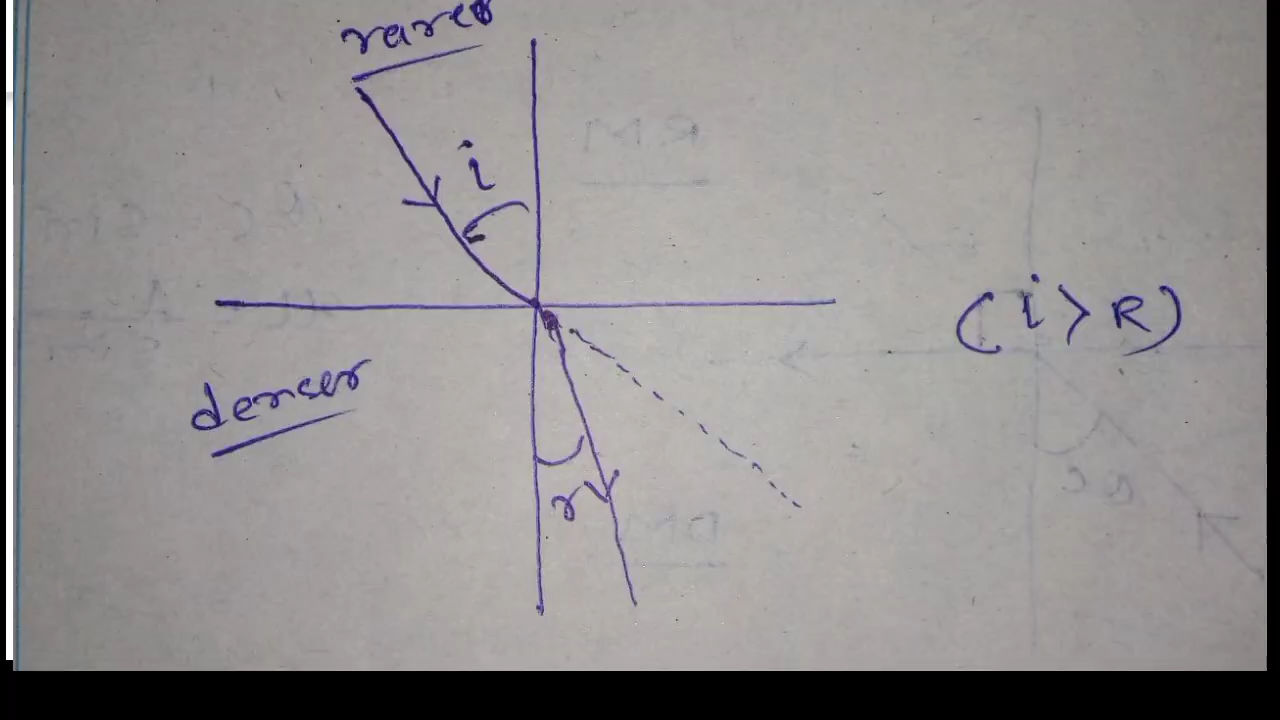 rarer
i
(i > R)
denser
r